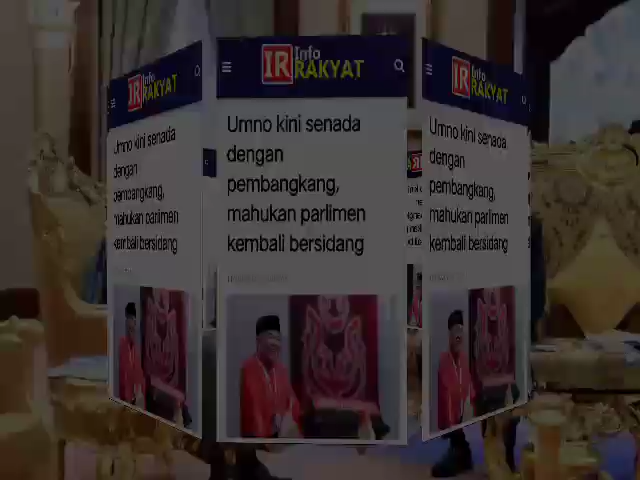 IR Info
RAKYAT
Umno kini senada
dengan
pembangkang,
mahukan parlimen
kembali bersidang
IR Info
RAKYAT
Umno kini senada
dengan
pembangkang,
mahukan parlimen
kembali bersidang
IR Info
RAKYAT
Umno kini senada
dengan
pembangkang,
mahukan parlimen
kembali bersidang